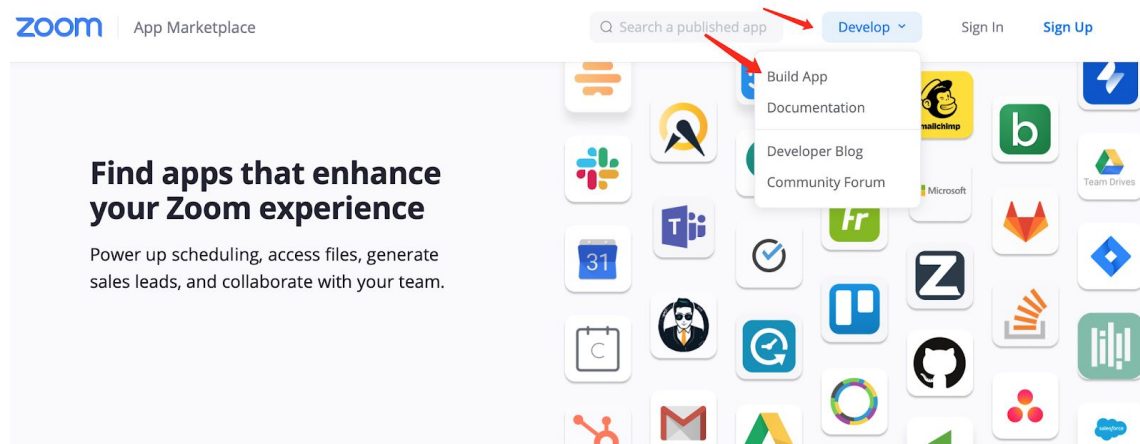 zoom App Marketplace
Search a published app
Develop
Sign In
Sign Up
Build App
Documentation
Developer Blog
Community Forum
Find apps that enhance
your Zoom experience
Power up scheduling, access files, generate
sales leads, and collaborate with your team.
mailchimp
b
Team Drives
Microsoft
T
Fr
31
Z
C
M
salesforce